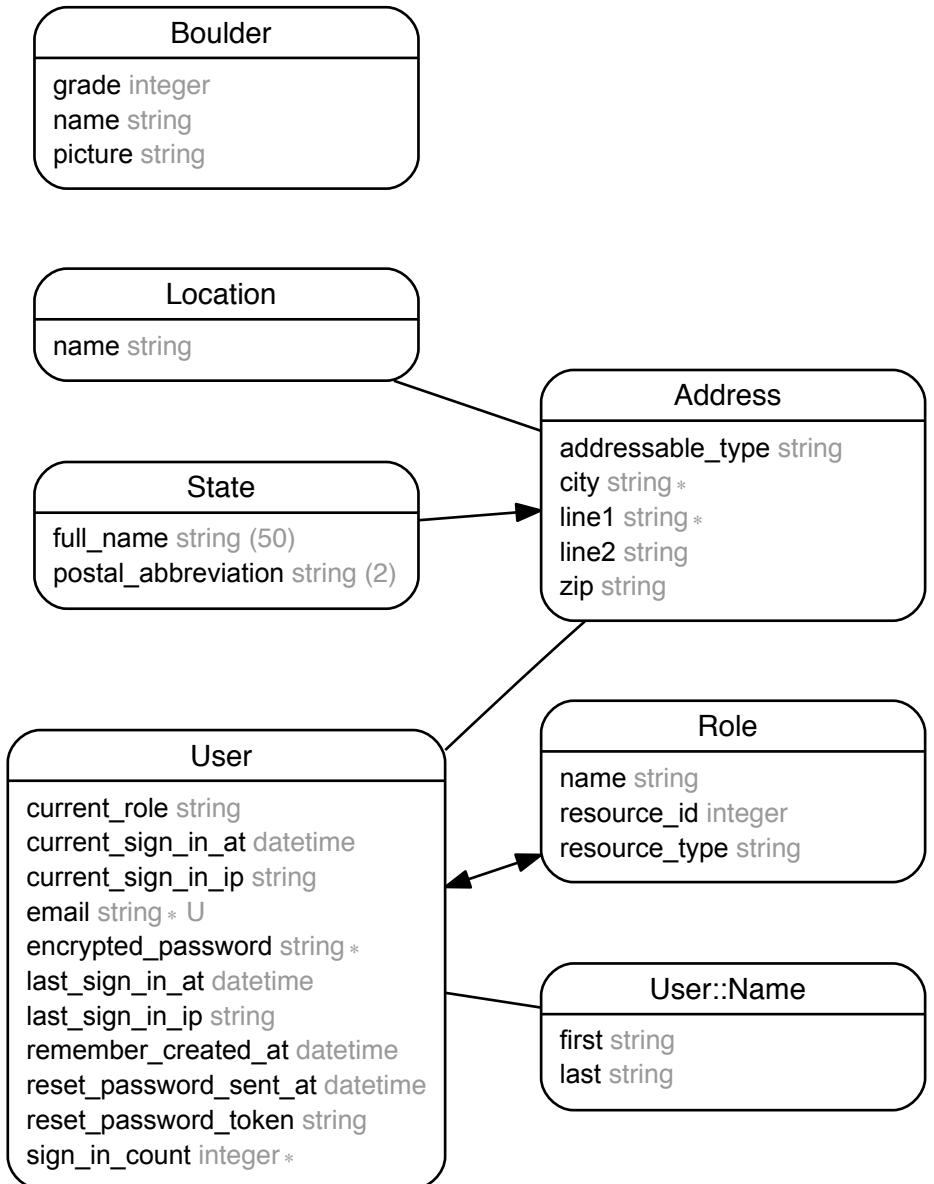 Boulder
grade integer
name string
picture string
Location
name string
State
full_name string (50)
postal_abbreviation string (2)
Address
addressable_type string
city string *
line1 string *
line2 string
zip string
User
current_role string
current_sign_in_at datetime
current_sign_in_ip string
email string * U
encrypted_password string *
last_sign_in_at datetime
last_sign_in_ip string
remember_created_at datetime
reset_password_sent_at datetime
reset_password_token string
sign_in_count integer *
Role
name string
resource_id integer
resource_type string
User::Name
first string
last string